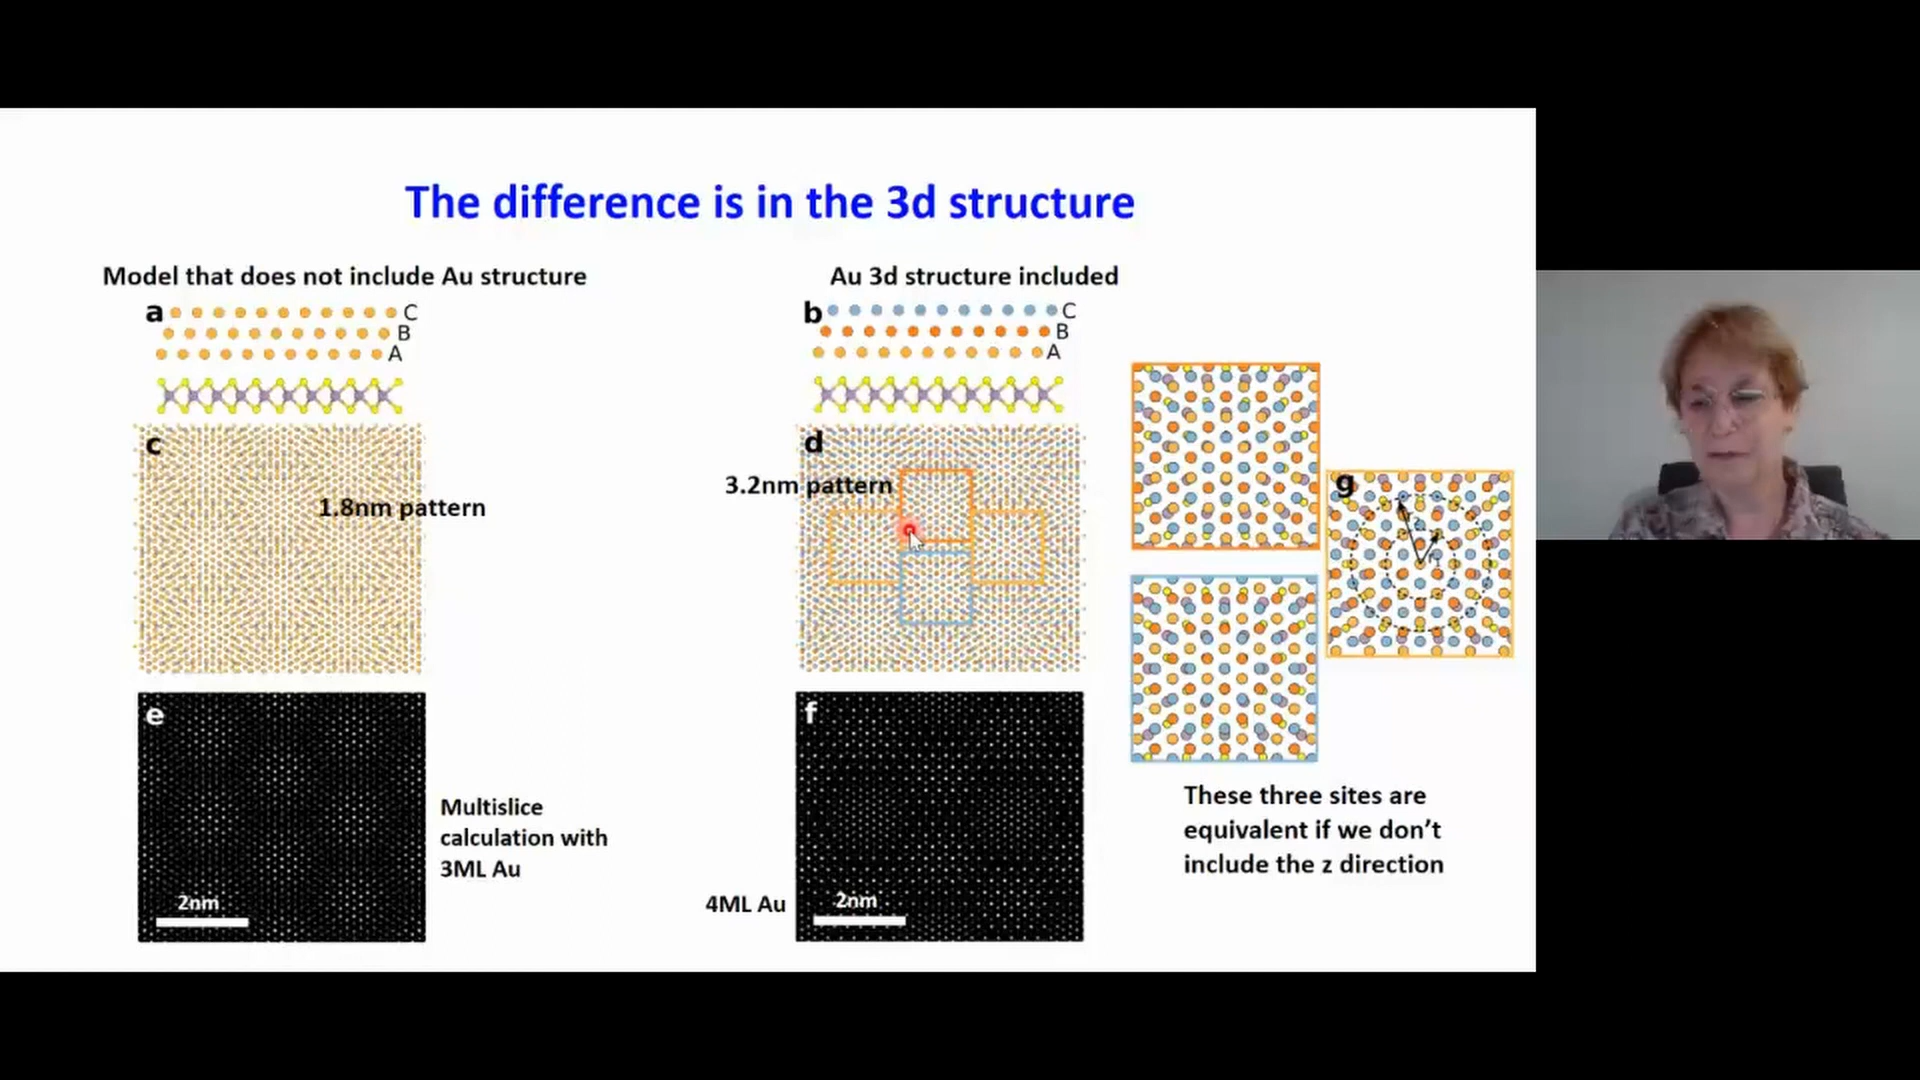 The difference is in the 3d structure
Model that does not include Au structure
a
C
B
A
c
1.8nm pattern
e
2nm
Multislice
calculation with
3ML Au
Au 3d structure included
b
C
B
A
d
3.2nm pattern
f
2nm
4ML Au
g
These three sites are
equivalent if we don't
include the z direction